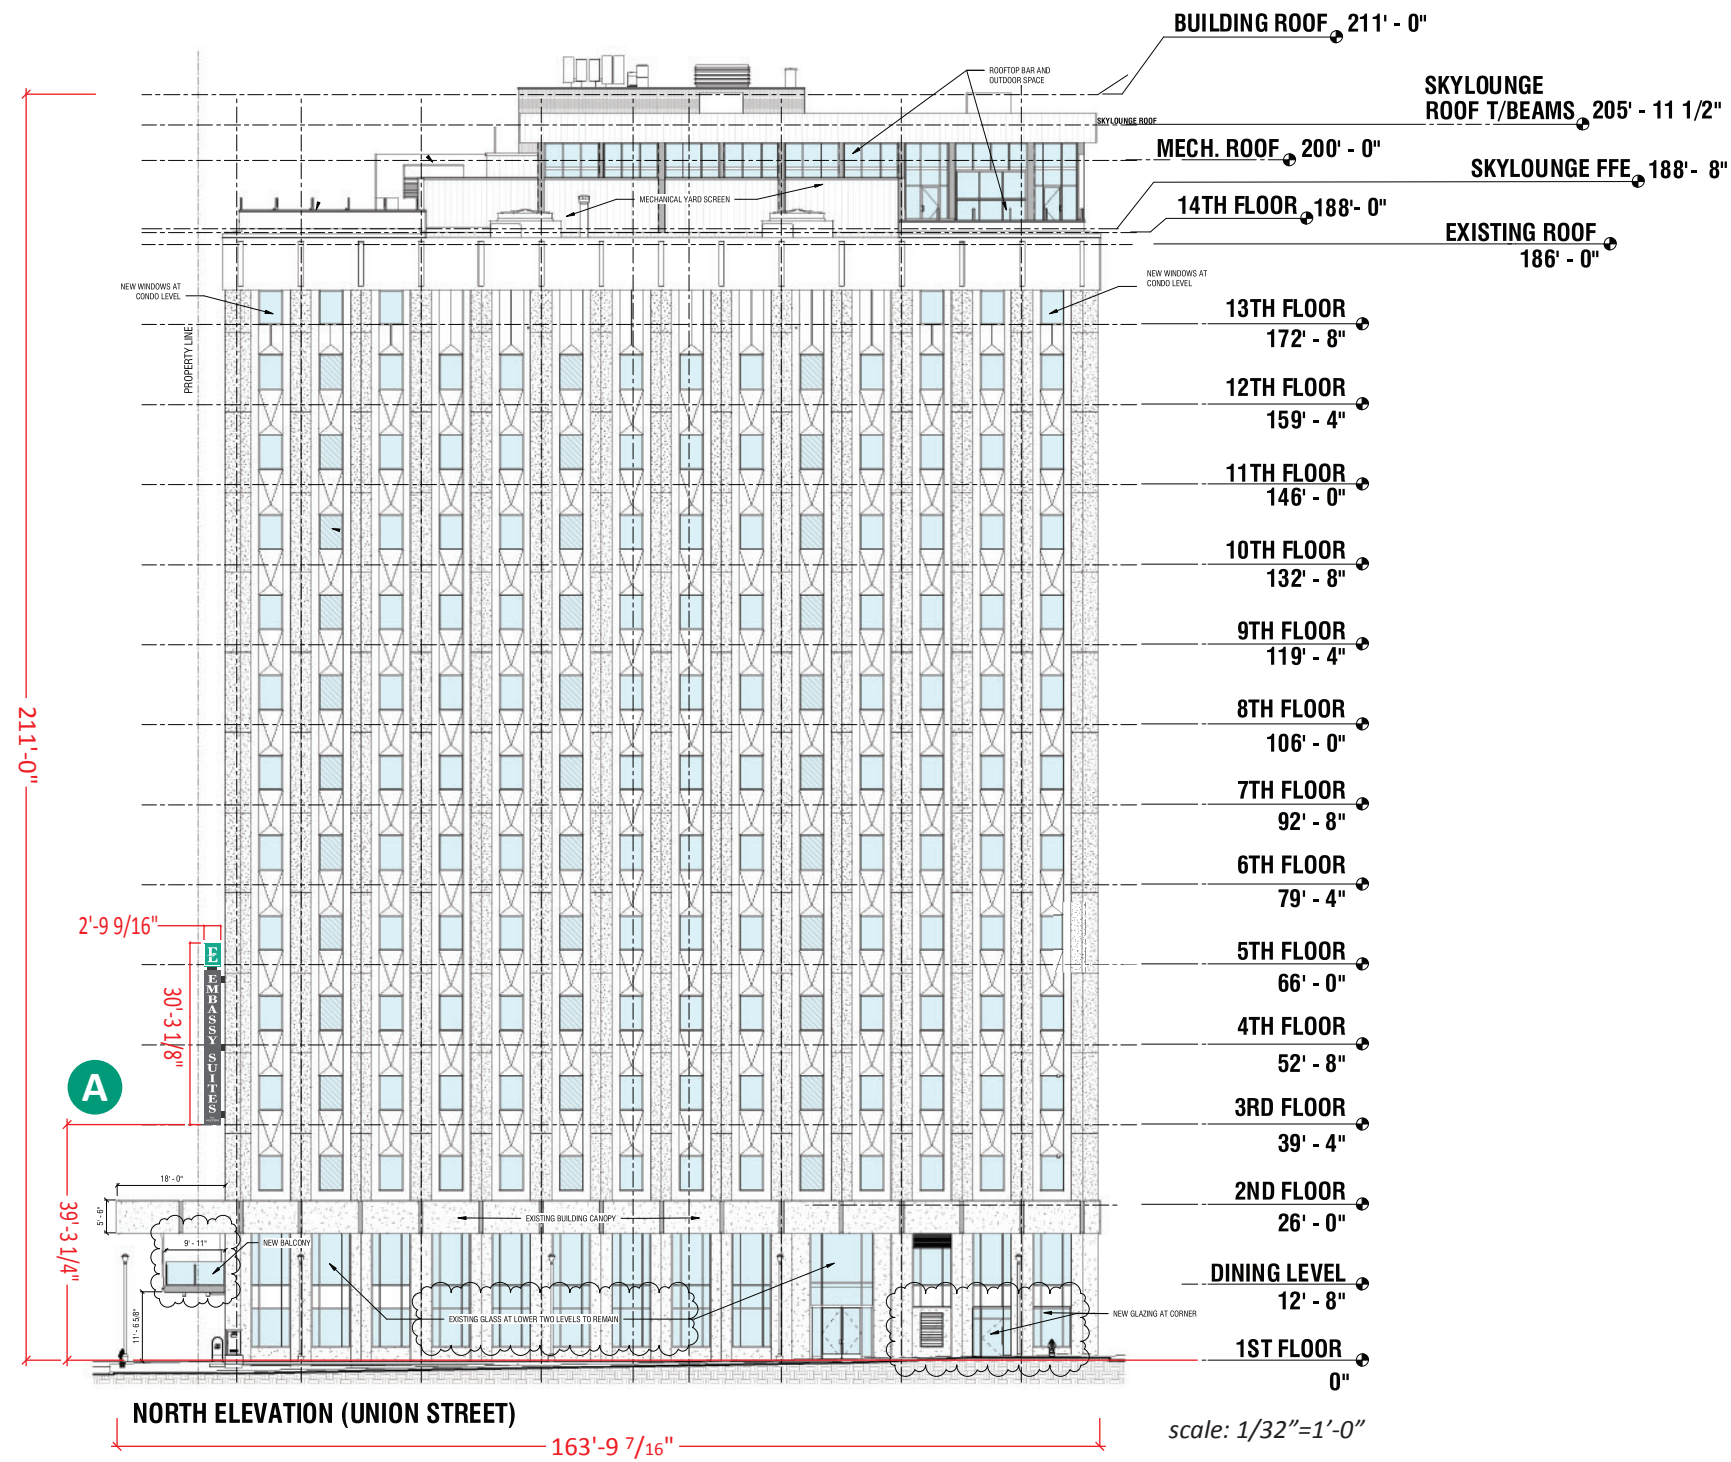 BUILDING ROOF 211' - 0"
SKYLOUNGE
ROOF T/BEAMS 205' - 11 1/2"
SKYLOUNGE ROOF
MECH. ROOF 200' - 0"
SKYLOUNGE FFE 188' - 8"
14TH FLOOR 188'- 0"
EXISTING ROOF
186' - 0"
ROOFTOP BAR AND
OUTDOOR SPACE
MECHANICAL YARD SCREEN
NEW WINDOWS AT
CONDO LEVEL
NEW WINDOWS AT
CONDO LEVEL
PROPERTY LINE
13TH FLOOR
172' - 8"
12TH FLOOR
159' - 4"
11TH FLOOR
146' - 0"
10TH FLOOR
132' - 8"
9TH FLOOR
119' - 4"
8TH FLOOR
106' - 0"
7TH FLOOR
92' - 8"
6TH FLOOR
79' - 4"
5TH FLOOR
66' - 0"
4TH FLOOR
52' - 8"
3RD FLOOR
39' - 4"
2ND FLOOR
26' - 0"
DINING LEVEL
12' - 8"
1ST FLOOR
0"
211'-0"
2'-9 9/16"
30'-3 1/8"
E
EMBASSY SUITES
A
39'-3 1/4"
18' - 0"
5' - 6"
9' - 11"
11' - 6 5/8"
NEW BALCONY
EXISTING BUILDING CANOPY
EXISTING GLASS AT LOWER TWO LEVELS TO REMAIN
NEW GLAZING AT CORNER
NORTH ELEVATION (UNION STREET)
163'-9 7/16"
scale: 1/32”=1’-0”